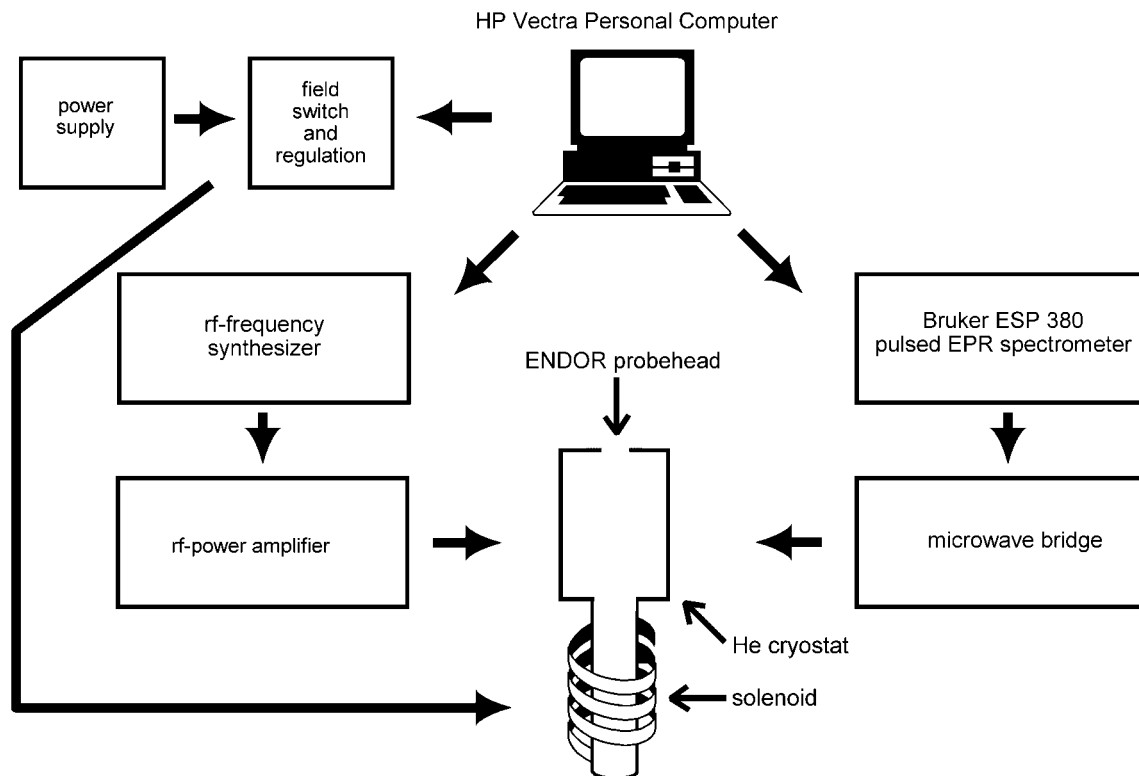 HP Vectra Personal Computer
power
supply
field
switch
and
regulation
rf-frequency
synthesizer
Bruker ESP 380
pulsed EPR spectrometer
ENDOR probehead
rf-power amplifier
microwave bridge
He cryostat
solenoid